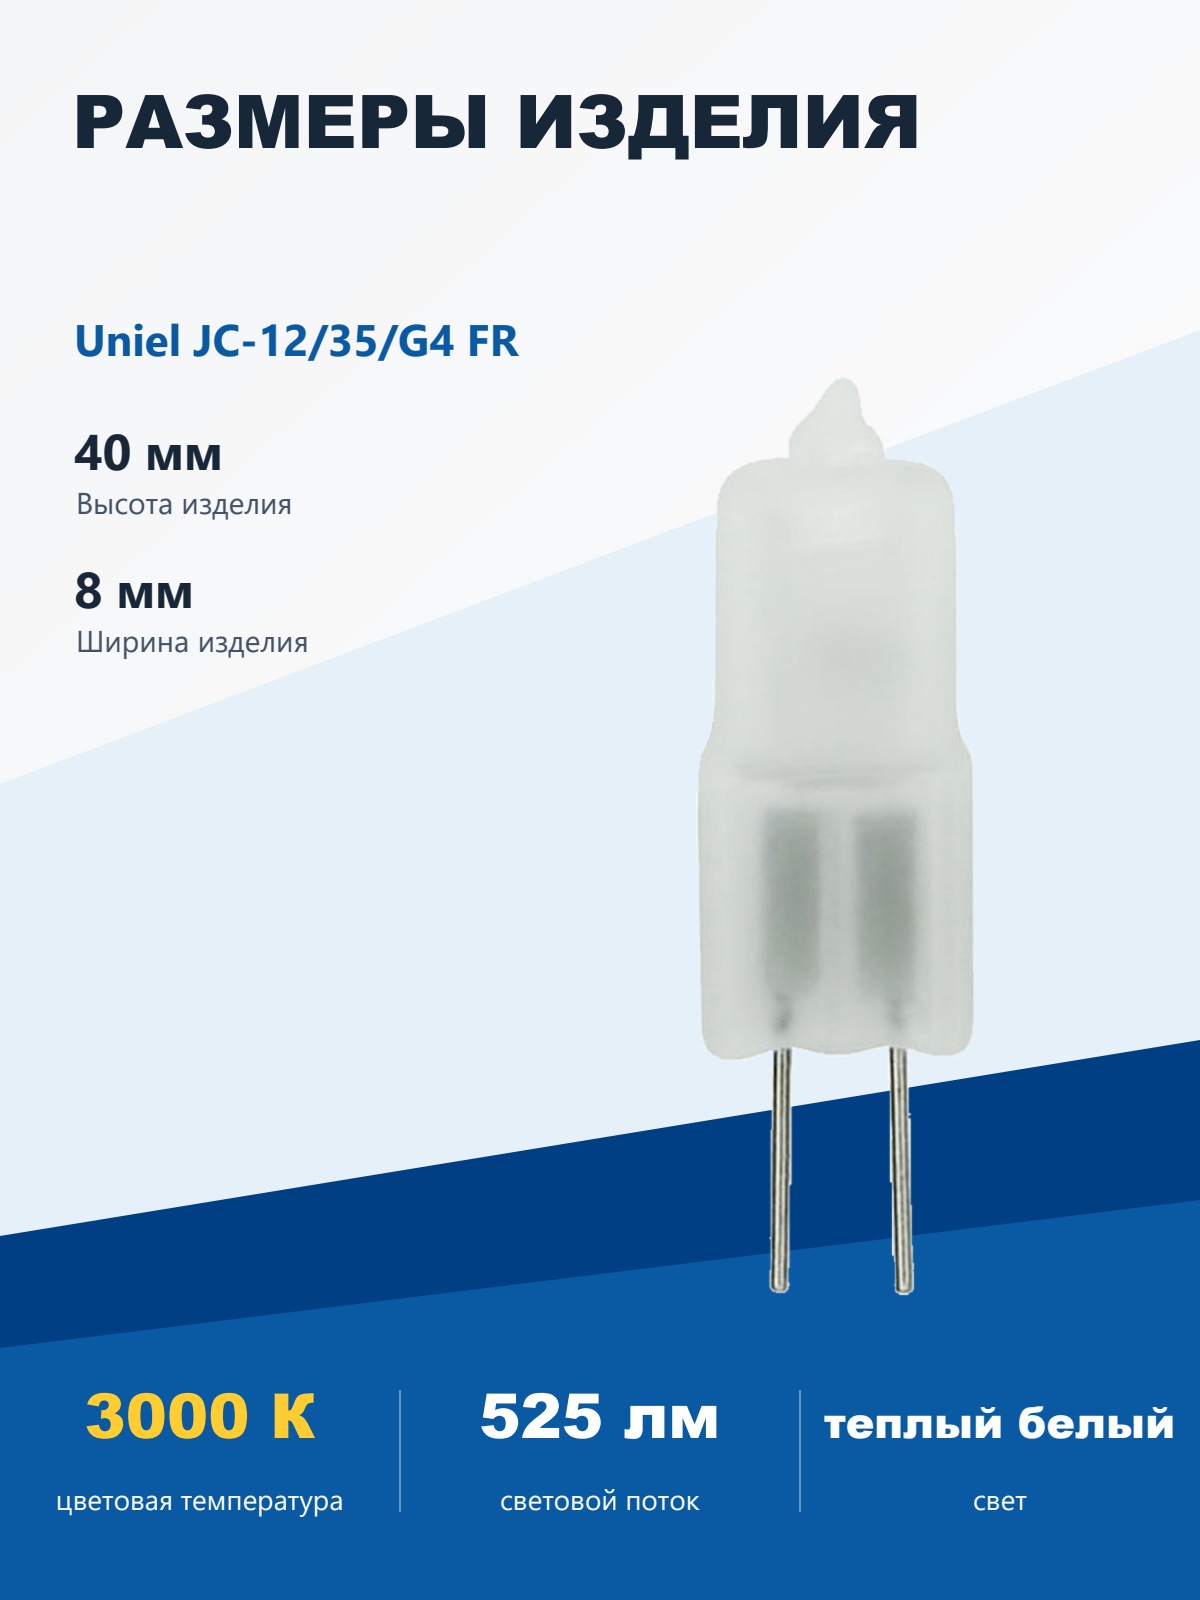 РАЗМЕРЫ ИЗДЕЛИЯ
Uniel JC-12/35/G4 FR
40 мм
Высота изделия
8 мм
Ширина изделия
3000 К
цветовая температура
525 лм
световой поток
теплый белый
свет